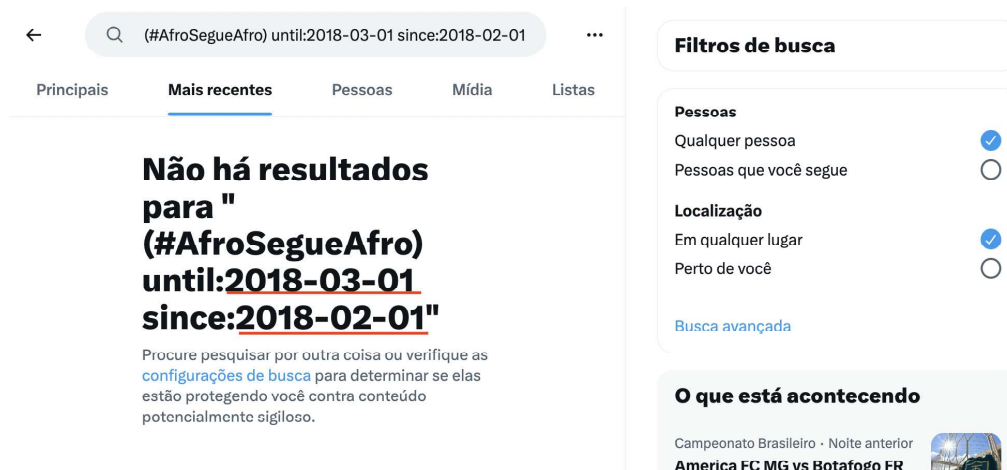 (#AfroSegueAfro) until:2018-03-01 since:2018-02-01
Principais
Mais recentes
Pessoas
Mídia
Listas
Não há resultados
para "
(#AfroSegueAfro)
until:2018-03-01
since:2018-02-01"
Procure pesquisar por outra coisa ou verifique as
configurações de busca para determinar se elas
estão protegendo você contra conteúdo
potencialmente sigiloso.
Filtros de busca
Pessoas
Qualquer pessoa
Pessoas que você segue
Localização
Em qualquer lugar
Perto de você
Busca avançada
O que está acontecendo
Campeonato Brasileiro · Noite anterior
America FC MG vs Botafogo FR